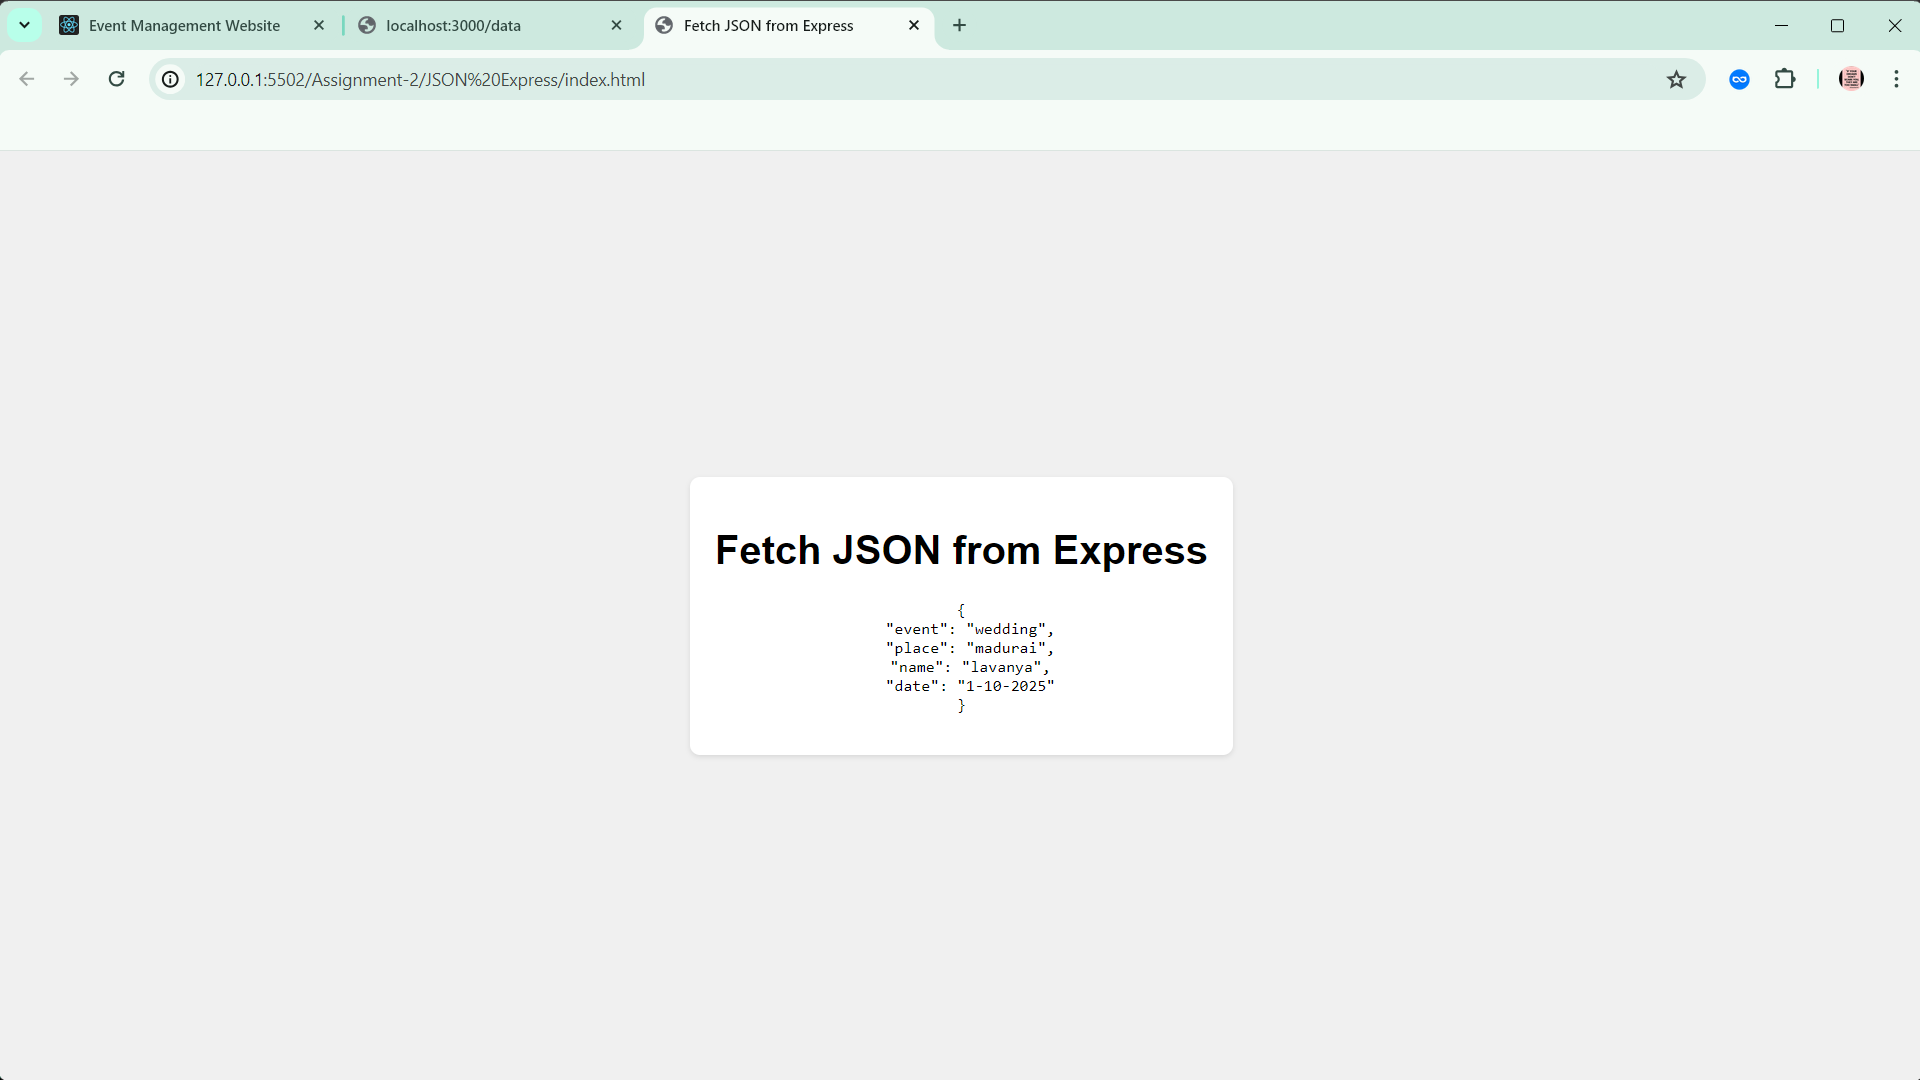 Event Management Website
localhost:3000/data
Fetch JSON from Express
127.0.0.1:5502/Assignment-2/JSON%20Express/index.html
Fetch JSON from Express
{
"event": "wedding",
"place": "madurai",
"name": "lavanya",
"date": "1-10-2025"
}